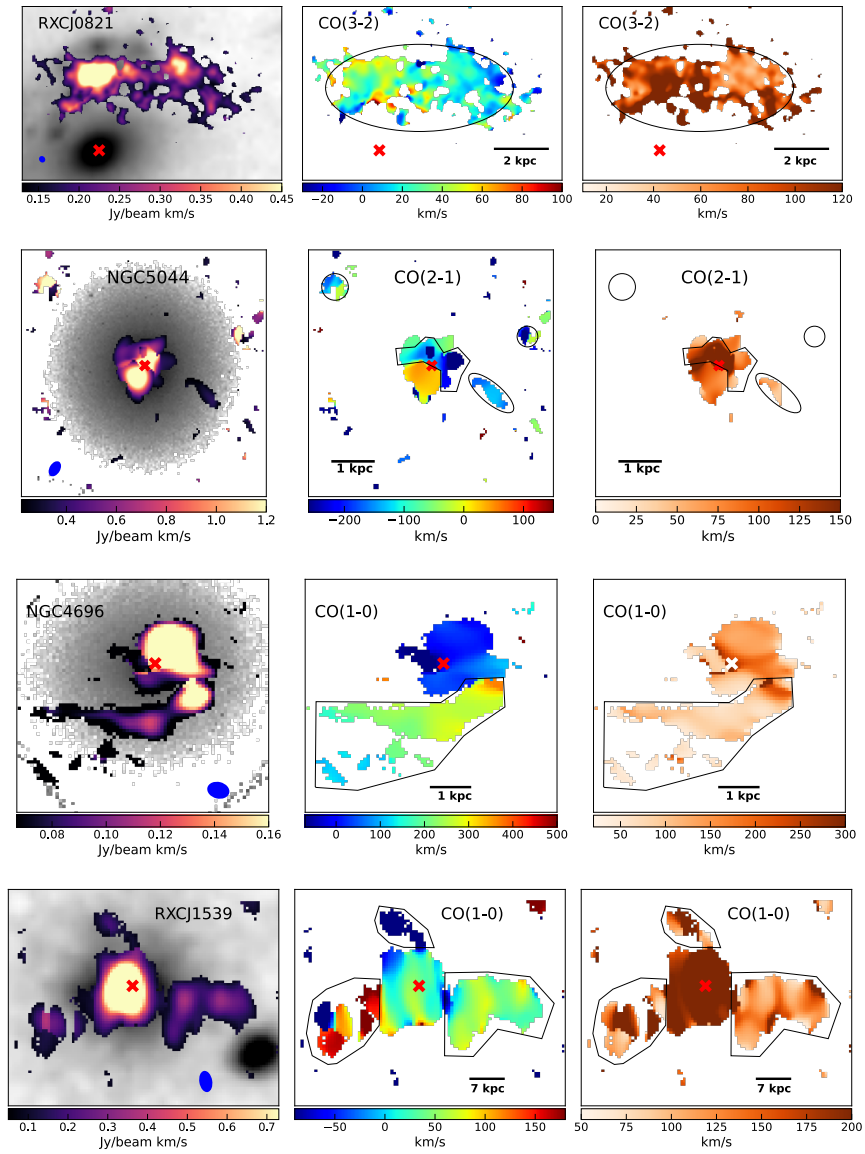 RXCJ0821
CO(3-2)
CO(3-2)
2 kpc
2 kpc
0.15 0.20 0.25 0.30 0.35 0.40 0.45
Jy/beam km/s
−20 0 20 40 60 80 100
km/s
20 40 60 80 100 120
km/s
NGC5044
CO(2-1)
CO(2-1)
1 kpc
1 kpc
0.4 0.6 0.8 1.0 1.2
Jy/beam km/s
−200 −100 0 100
km/s
0 25 50 75 100 125 150
km/s
NGC4696
CO(1-0)
CO(1-0)
1 kpc
1 kpc
0.08 0.10 0.12 0.14 0.16
Jy/beam km/s
0 100 200 300 400 500
km/s
50 100 150 200 250 300
km/s
RXCJ1539
CO(1-0)
CO(1-0)
7 kpc
7 kpc
0.1 0.2 0.3 0.4 0.5 0.6 0.7
Jy/beam km/s
−50 0 50 100 150
km/s
50 75 100 125 150 175 200
km/s